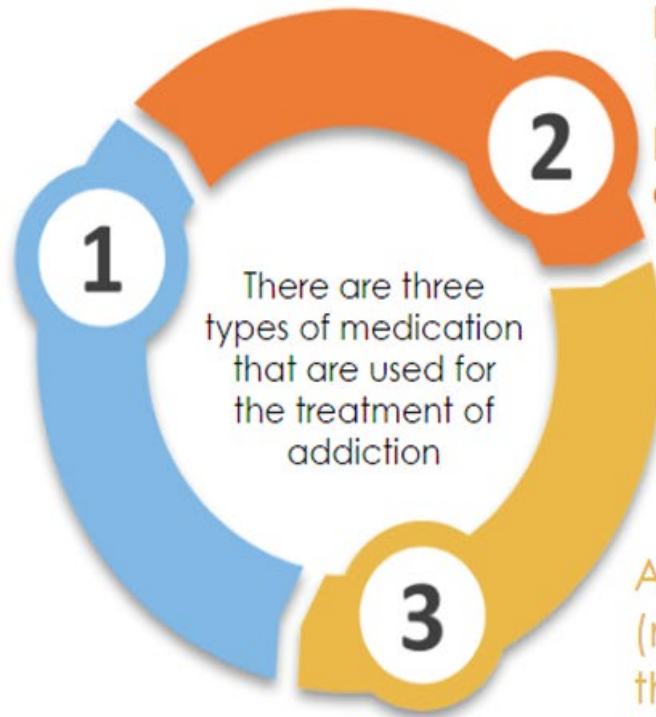 1
2
There are three
types of medication
that are used for
the treatment of
addiction
3